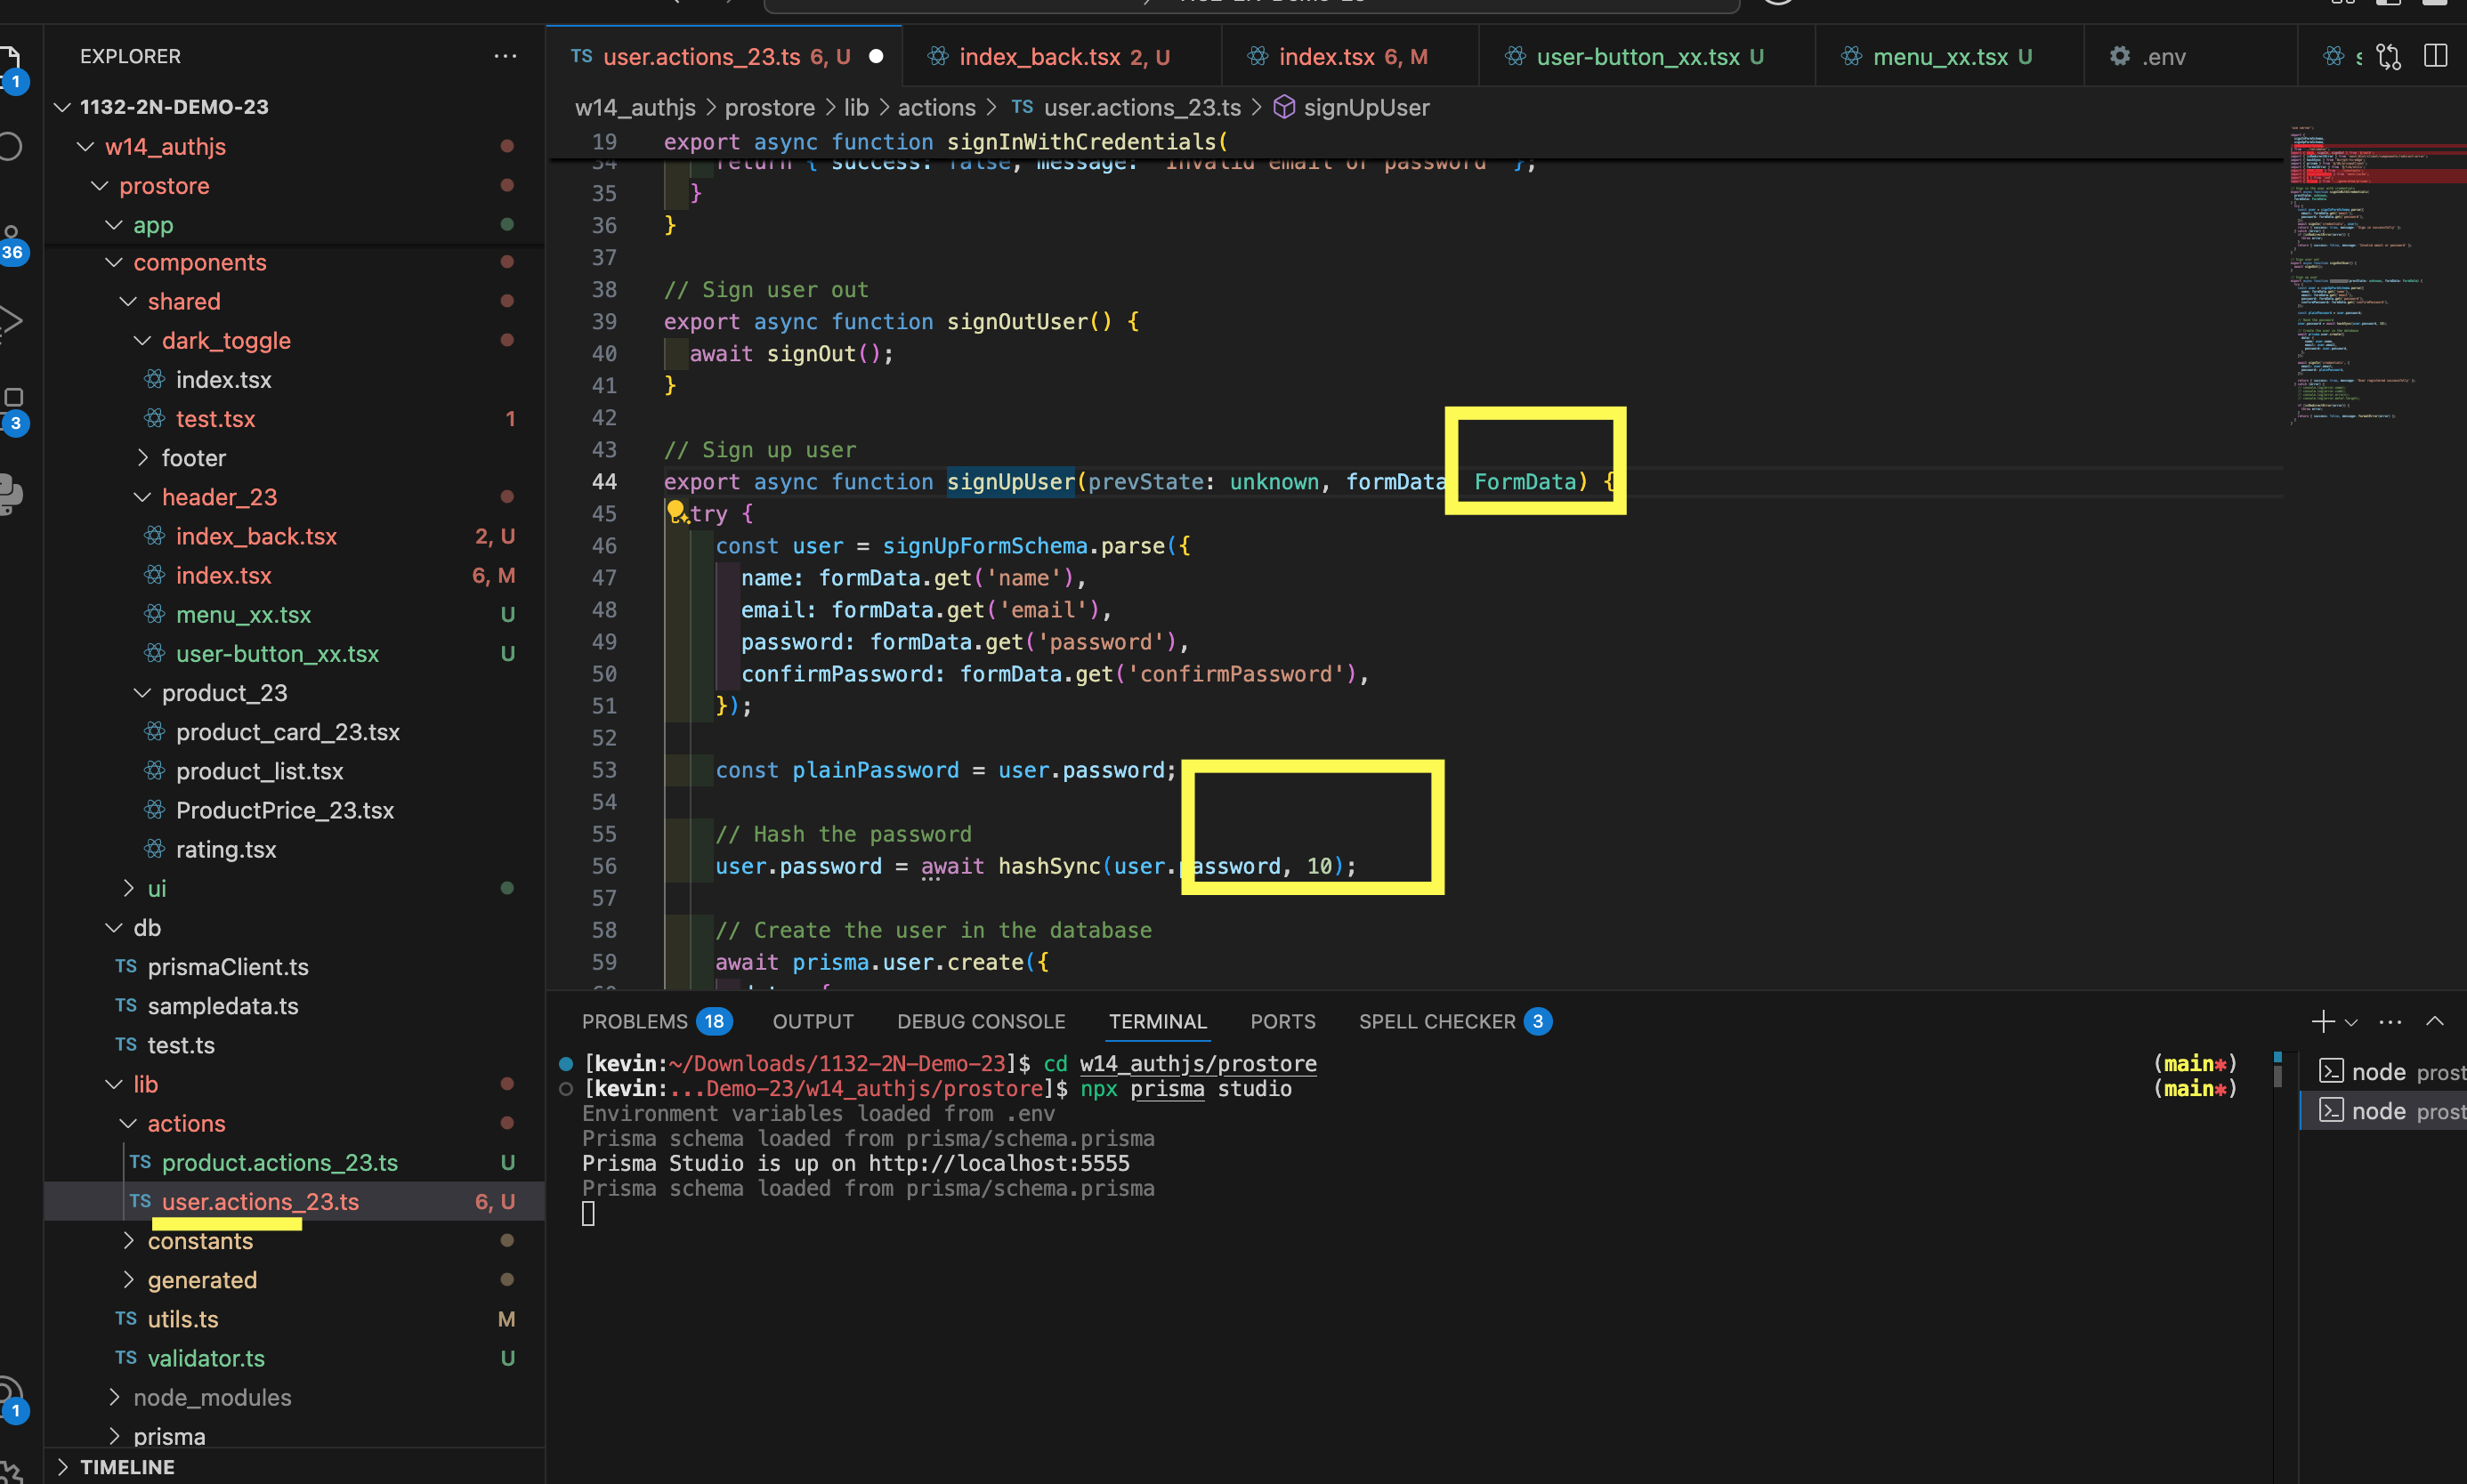 EXPLORER
1132-2N-DEMO-23
w14_authjs
prostore
app
components
shared
dark_toggle
index.tsx
test.tsx 1
footer
header_23
index_back.tsx 2, U
index.tsx 6, M
menu_xx.tsx U
user-button_xx.tsx U
product_23
product_card_23.tsx
product_list.tsx
ProductPrice_23.tsx
rating.tsx
ui
db
TS prismaClient.ts
TS sampledata.ts
TS test.ts
lib
actions
TS product.actions_23.ts U
TS user.actions_23.ts 6, U
constants
generated
TS utils.ts M
TS validator.ts U
node_modules
prisma
TIMELINE
1
36
3
1
TS user.actions_23.ts 6, U
index_back.tsx 2, U
index.tsx 6, M
user-button_xx.tsx U
menu_xx.tsx U
.env
w14_authjs > prostore > lib > actions > TS user.actions_23.ts > signUpUser
19 export async function signInWithCredentials(
34 return { success: false, message: 'Invalid email or password' };
35 }
36 }
37
38 // Sign user out
39 export async function signOutUser() {
40 await signOut();
41 }
42
43 // Sign up user
44 export async function signUpUser(prevState: unknown, formData FormData) {
45 try {
46 const user = signUpFormSchema.parse({
47 name: formData.get('name'),
48 email: formData.get('email'),
49 password: formData.get('password'),
50 confirmPassword: formData.get('confirmPassword'),
51 });
52
53 const plainPassword = user.password;
54
55 // Hash the password
56 user.password = await hashSync(user.password, 10);
57
58 // Create the user in the database
59 await prisma.user.create({
PROBLEMS 18 OUTPUT DEBUG CONSOLE TERMINAL PORTS SPELL CHECKER 3
[kevin:~/Downloads/1132-2N-Demo-23]$ cd w14_authjs/prostore (main*)
[kevin:...Demo-23/w14_authjs/prostore]$ npx prisma studio (main*)
Environment variables loaded from .env
Prisma schema loaded from prisma/schema.prisma
Prisma Studio is up on http://localhost:5555
Prisma schema loaded from prisma/schema.prisma
node prost
node prost